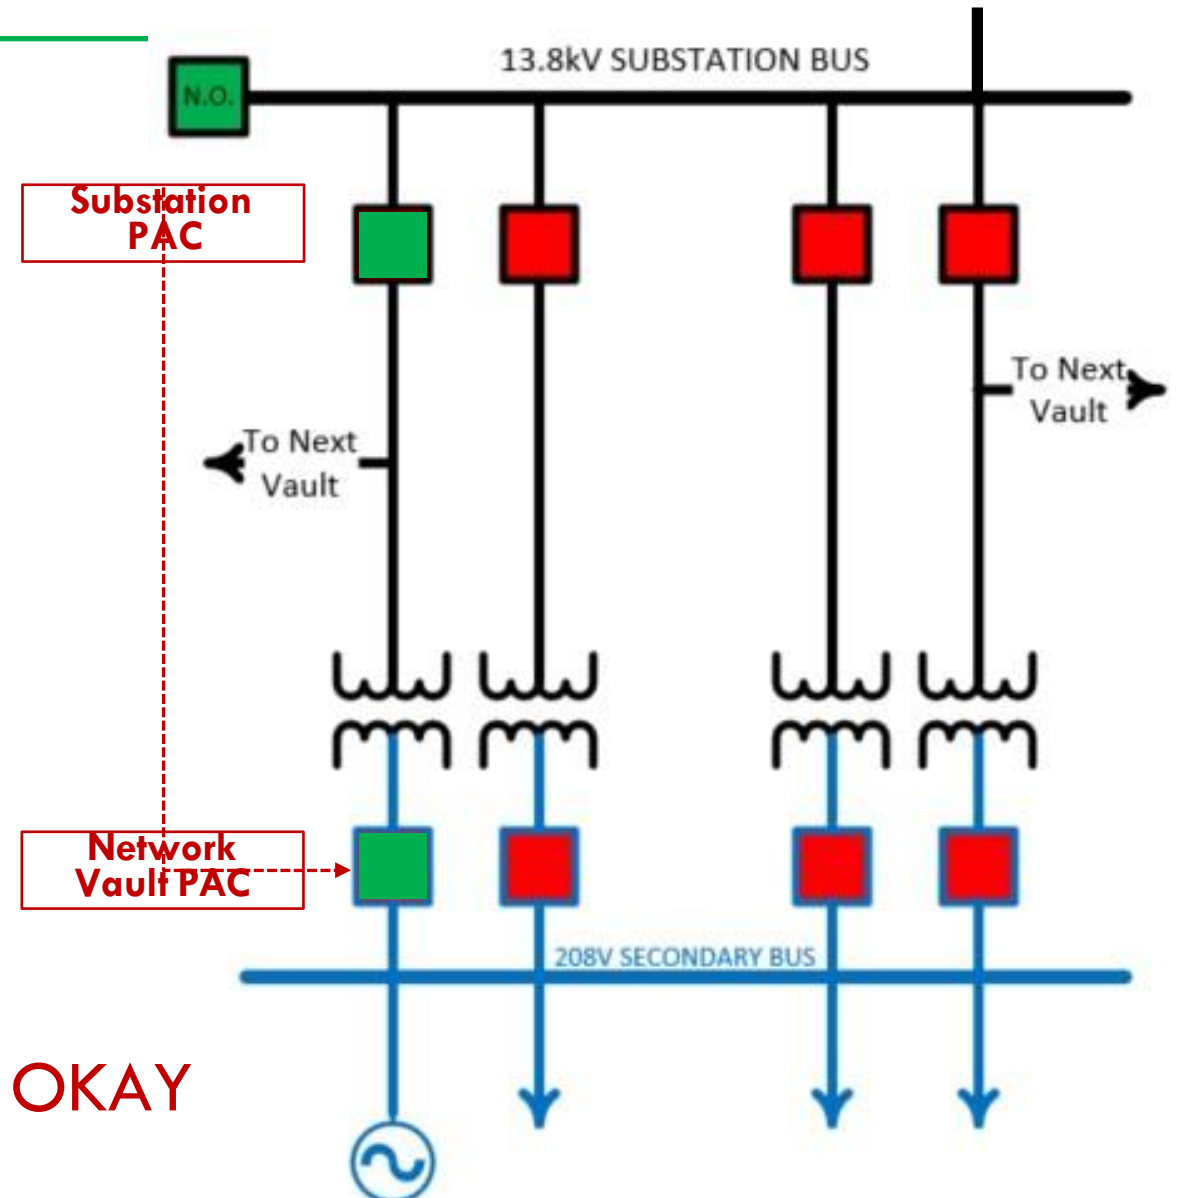 13.8kV SUBSTATION BUS
N.O.
Substation
PAC
To Next
Vault
To Next
Vault
Network
Vault PAC
208V SECONDARY BUS
OKAY